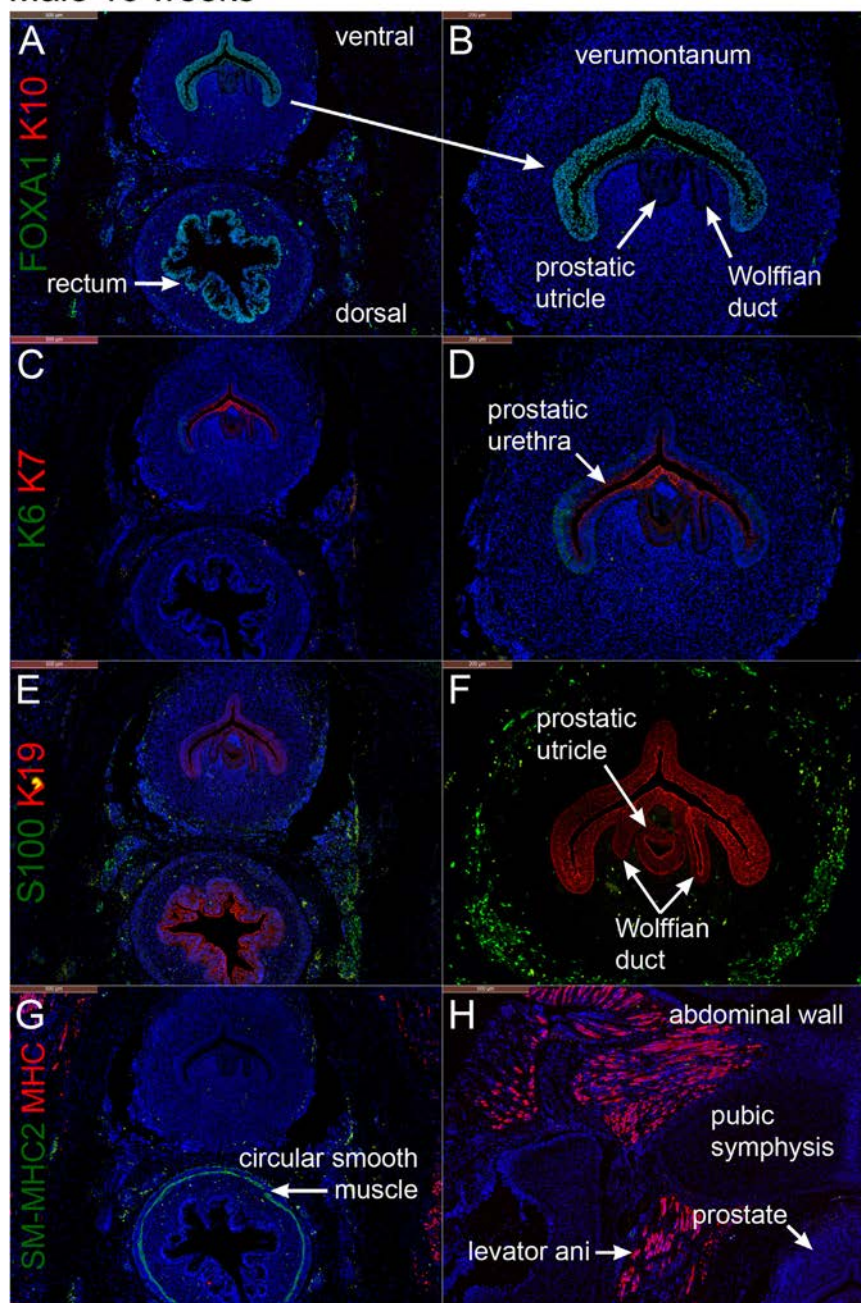 Male weeks
A
ventral
rectum
dorsal
FOXA1 K10
B
verumontanum
prostatic
utricle
Wolffian
duct
C
K6 K7
D
prostatic
urethra
E
S100 K19
F
prostatic
utricle
Wolffian
duct
G
circular smooth
muscle
SM-MHC2 MHC
H
abdominal wall
pubic
symphysis
prostate
levator ani